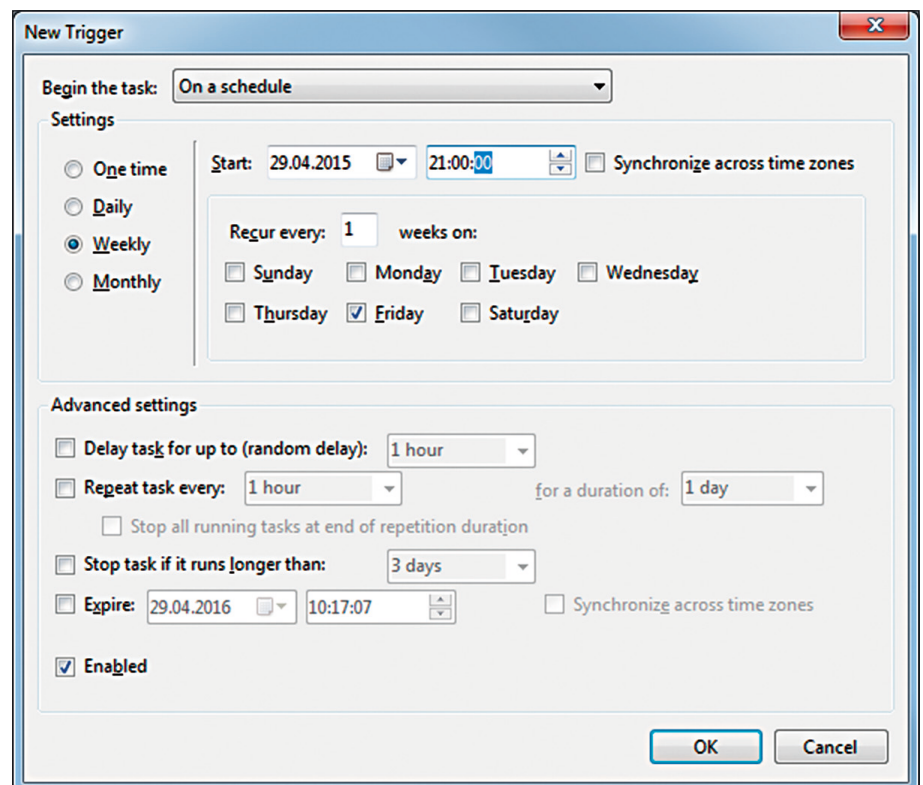 New Trigger
Begin the task: On a schedule
Settings
One time
Daily
Weekly
Monthly
Start: 29.04.2015 21:00:00 Synchronize across time zones
Recur every: 1 weeks on:
Sunday Monday Tuesday Wednesday
Thursday Friday Saturday
Advanced settings
Delay task for up to (random delay): 1 hour
Repeat task every: 1 hour for a duration of: 1 day
Stop all running tasks at end of repetition duration
Stop task if it runs longer than: 3 days
Expire: 29.04.2016 10:17:07 Synchronize across time zones
Enabled
OK Cancel